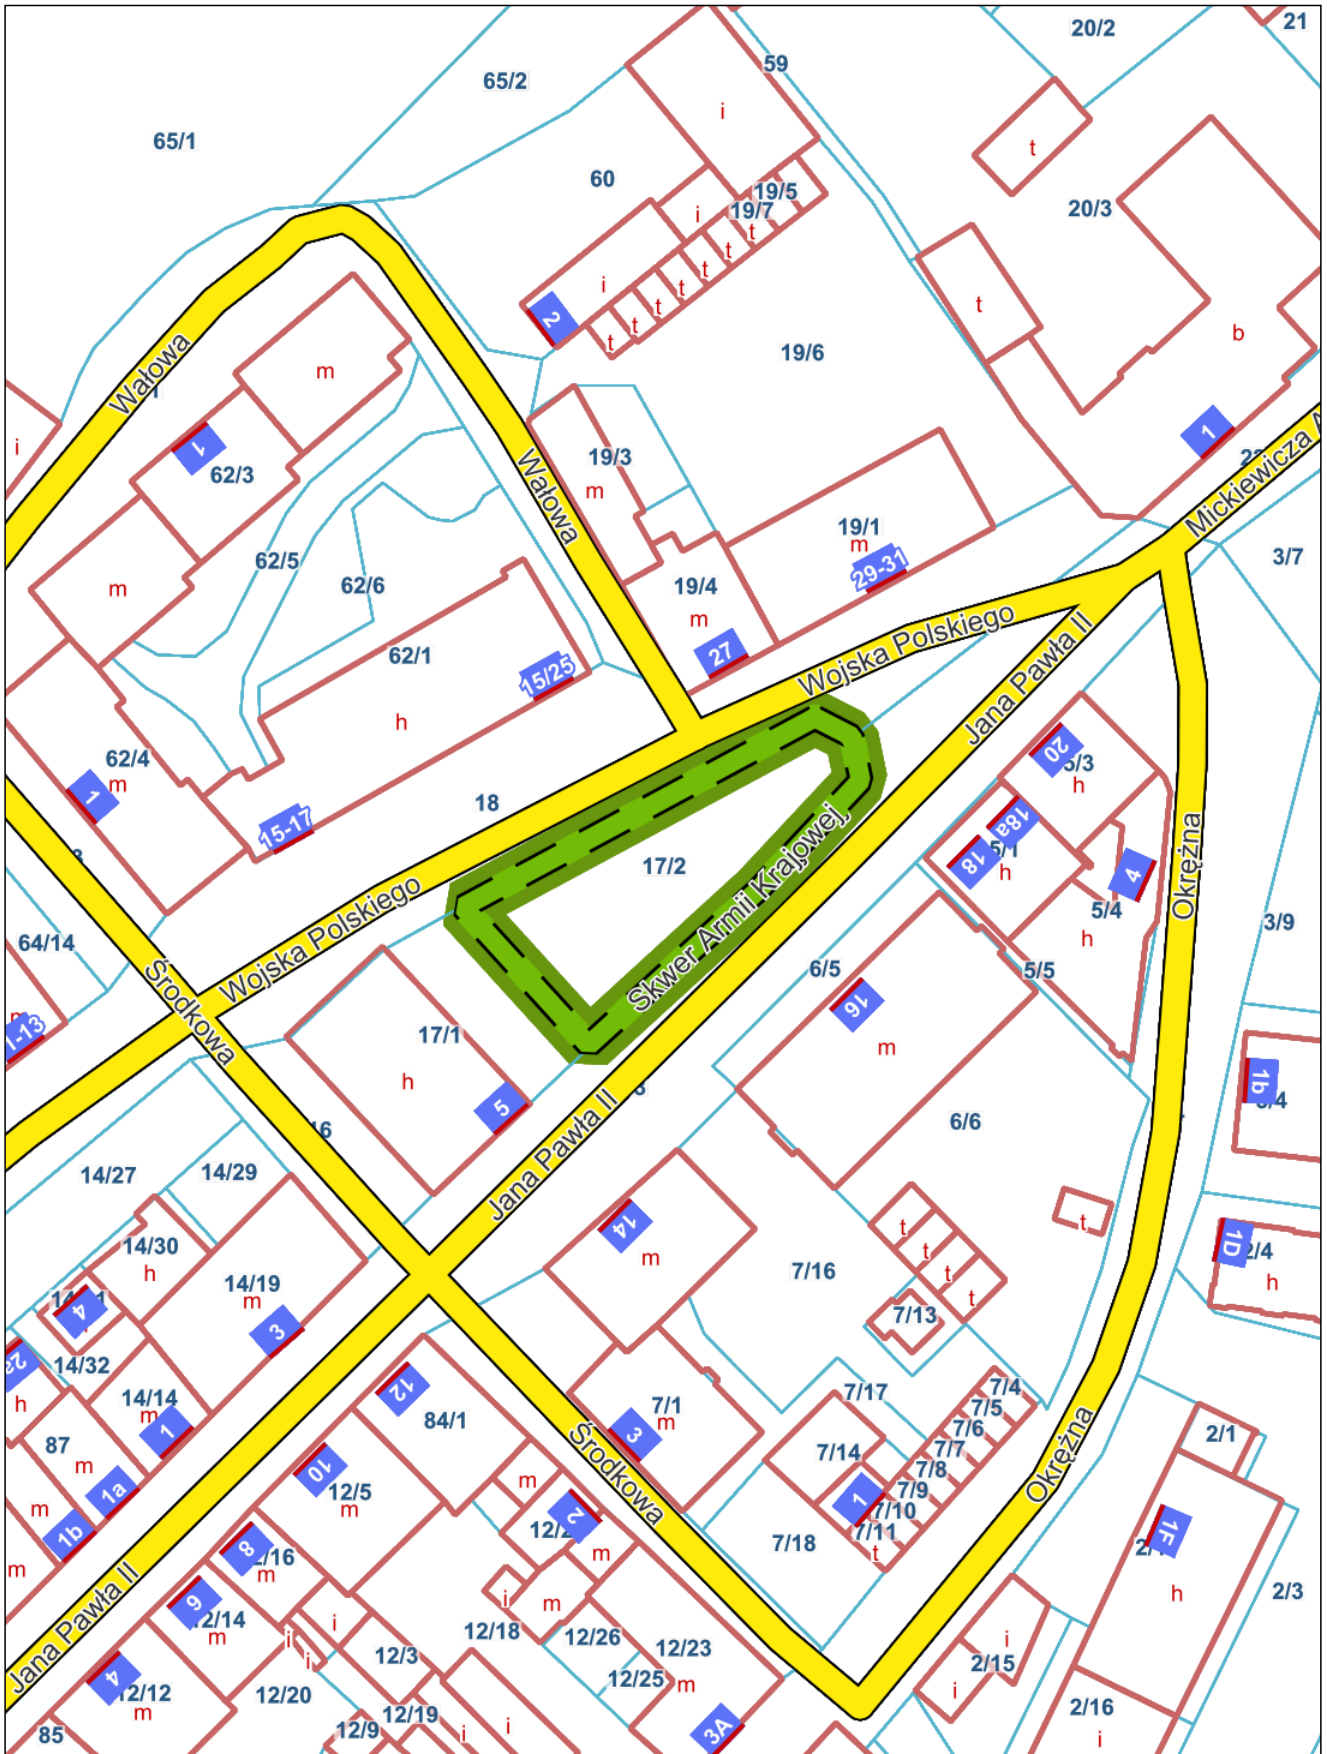 20/2
21
59
65/2
i
65/1
t
60
19/5
19/7
20/3
i
t
t
t
t
t
t
t
i
2
t
b
19/6
Wałowa
m
1
62/3
i
19/3
m
Wałowa
1
Mickiewicza
19/1
m
29-31
3/7
62/5
62/6
m
19/4
m
27
Wojska Polskiego
Jana Pawła II
62/1
15/25
h
62/4
m
1
20
5/3
h
18
15-17
18a
18
5/1
h
4
17/2
Skwer Armii Krajowej
Okrężna
5/4
h
3/9
64/14
Wojska Polskiego
Środkowa
6/5
5/5
16
m
17/1
h
5
1b
6/6
Jana Pawła II
14/27
14/29
14
m
t
t
t
t
t
14/30
h
14/19
m
3
7/16
7/13
1D
2/4
h
4
14/32
2a
h
14/14
m
1
12
84/1
7/1
m
3
7/17
7/4
7/5
7/6
7/7
7/8
7/9
7/10
7/11
t
7/14
1
7/18
Środkowa
Okrężna
2/1
87
m
1a
m
1b
m
10
12/5
m
m
2
m
8
m
6
12/14
m
i
m
i
i
i
1F
h
2/3
Jana Pawła II
4
12/12
m
12/3
12/18
12/26
12/23
12/25
m
3A
12/20
12/19
12/9
i
i
i
2/15
i
2/16
i
85